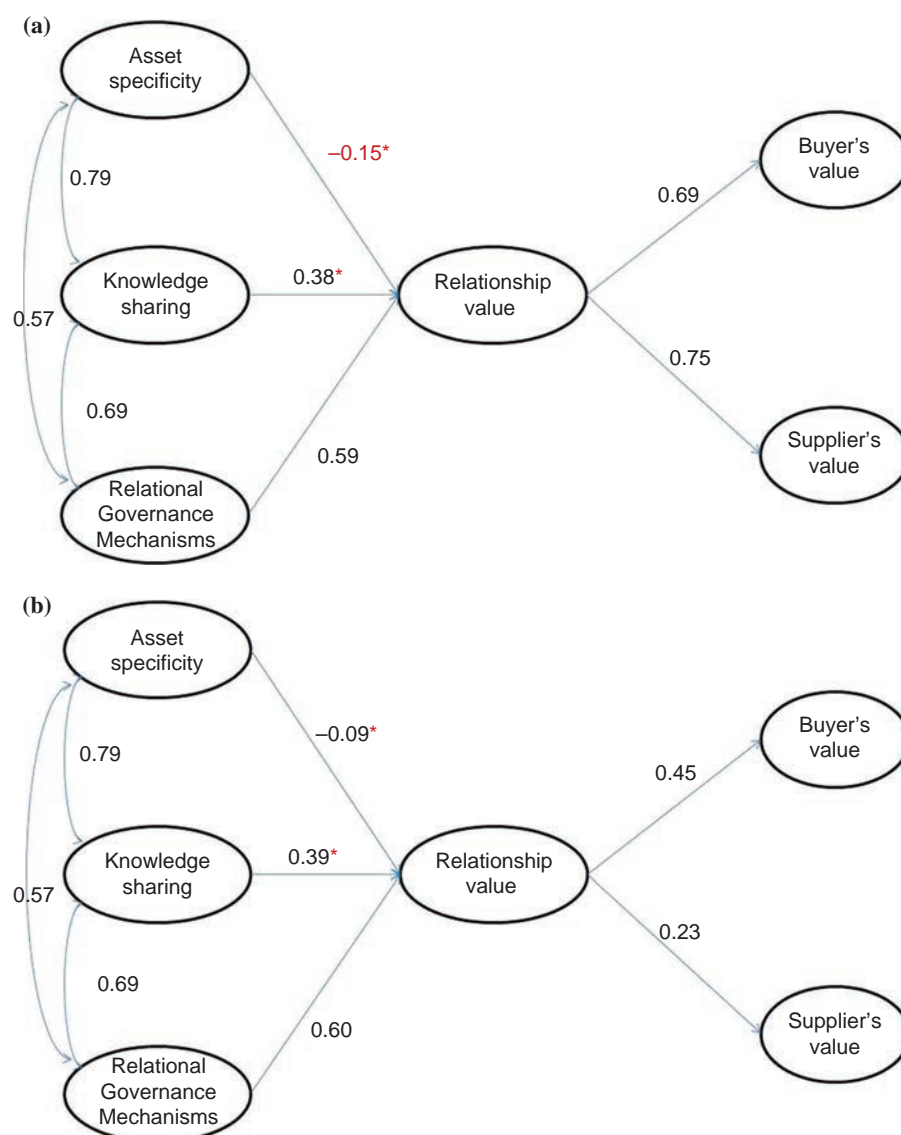 (a)
Asset
specificity
–0.15*
Buyer's
value
0.79
0.69
Knowledge
sharing
0.38*
Relationship
value
0.57
0.75
0.69
0.59
Supplier's
value
Relational
Governance
Mechanisms
(b)
Asset
specificity
–0.09*
Buyer's
value
0.79
0.45
Knowledge
sharing
0.39*
Relationship
value
0.57
0.23
0.69
0.60
Supplier's
value
Relational
Governance
Mechanisms